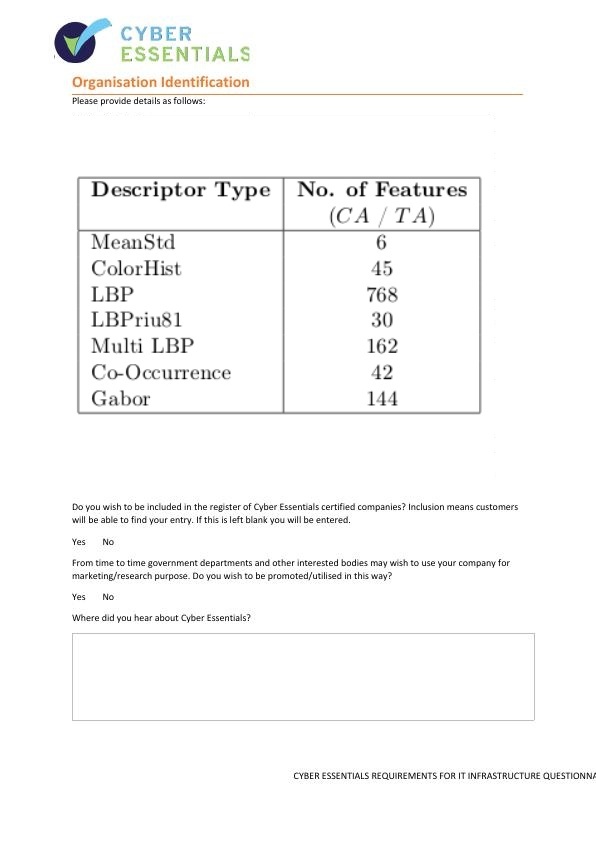 CYBER
ESSENTIALS
Organisation Identification
Please provide details as follows:
Descriptor Type No. of Features
(CA / TA)
MeanStd 6
ColorHist 45
LBP 768
LBPriu81 30
Multi LBP 162
Co-Occurrence 42
Gabor 144
Do you wish to be included in the register of Cyber Essentials certified companies? Inclusion means customers
will be able to find your entry. If this is left blank you will be entered.
Yes No
From time to time government departments and other interested bodies may wish to use your company for
marketing/research purpose. Do you wish to be promoted/utilised in this way?
Yes No
Where did you hear about Cyber Essentials?
CYBER ESSENTIALS REQUIREMENTS FOR IT INFRASTRUCTURE QUESTIONNA